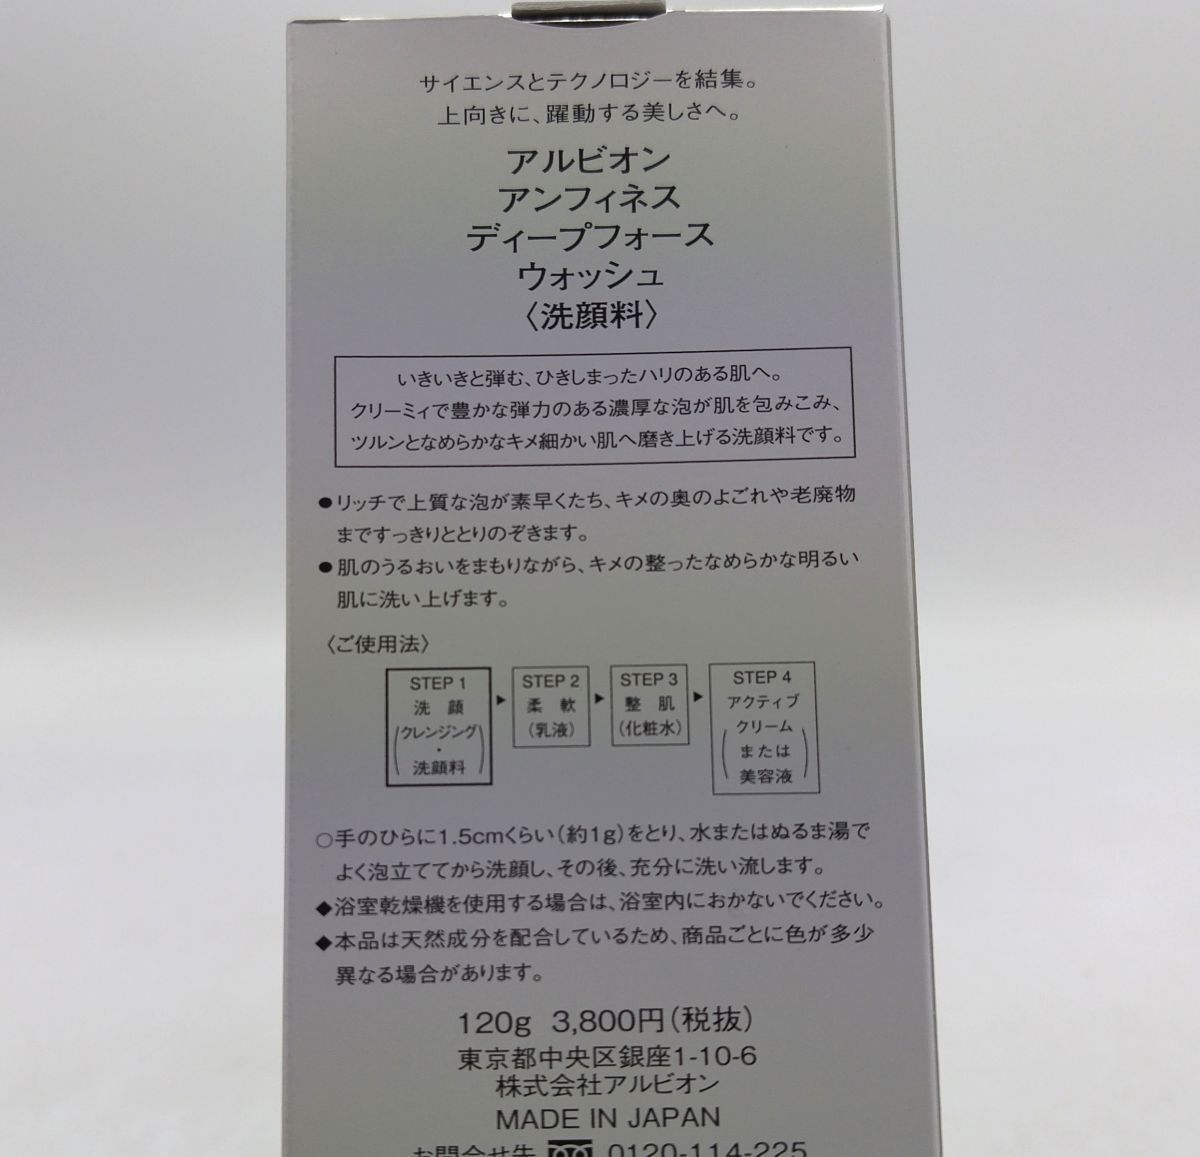 サイエンスとテクノロジーを結集。
上向きに、躍動する美しさへ。
アルビオン
アンフィネス
ディープフォース
ウォッシュ
〈洗顔料〉
いきいきと弾む、ひきしまったハリのある肌へ。
クリーミィで豊かな弾力のある濃厚な泡が肌を包みこみ、
ツルンとなめらかなキメ細かい肌へ磨き上げる洗顔料です。
●リッチで上質な泡が素早くたち、キメの奥のよごれや老廃物
まですっきりととりのぞきます。
●肌のうるおいをまもりながら、キメの整ったなめらかな明るい
肌に洗い上げます。
〈ご使用法〉
STEP 1
洗 顔
(クレンジング
・
洗顔料)
▶
STEP 2
柔 軟
(乳液)
▶
STEP 3
整 肌
(化粧水)
▶
STEP 4
アクティブ
(クリーム
または
美容液)
○手のひらに1.5cmくらい(約1g)をとり、水またはぬるま湯で
よく泡立ててから洗顔し、その後、充分に洗い流します。
◆浴室乾燥機を使用する場合は、浴室内におかないでください。
◆本品は天然成分を配合しているため、商品ごとに色が多少
異なる場合があります。
120g 3,800円(税抜)
東京都中央区銀座1-10-6
株式会社アルビオン
MADE IN JAPAN
お問合せ先 0120-114-225